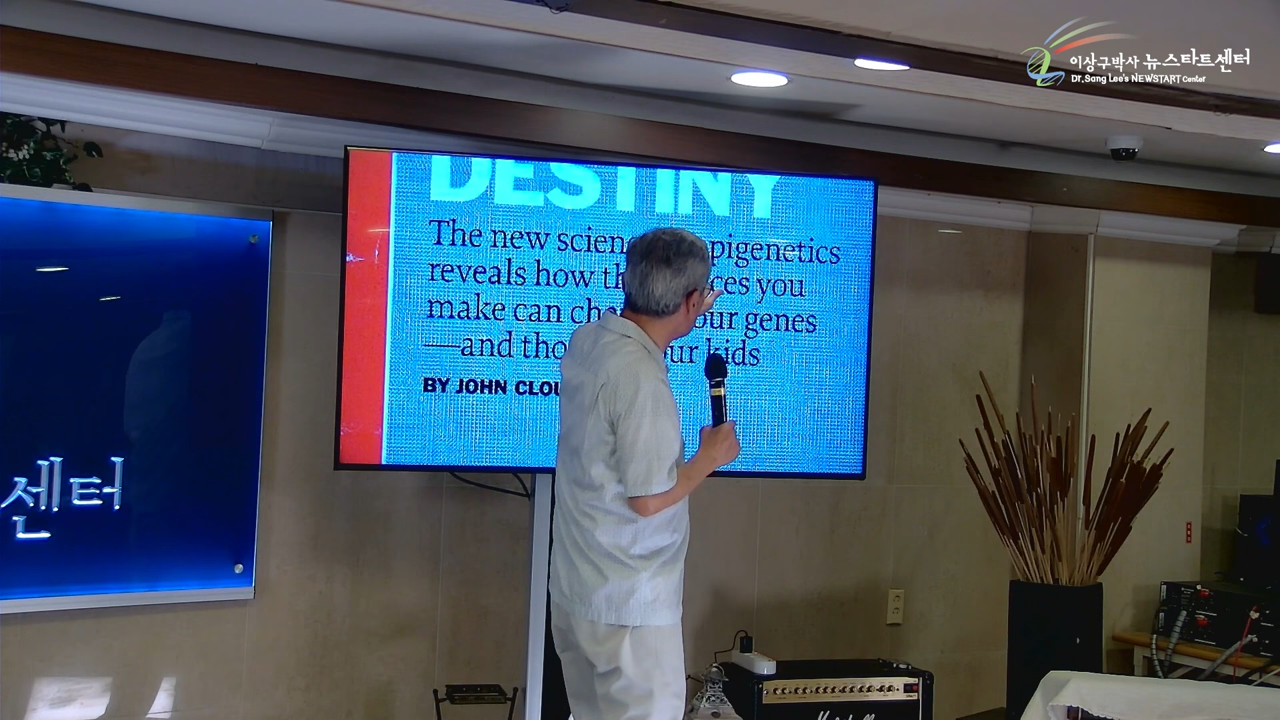 이상구박사 뉴스타트센터
Dr.Sang Lee's NEWSTART Center
DESTINY
The new scien pigenetics
reveals how th ces you
make can ch our genes
—and tho ur kids
BY JOHN CLOU
센터
Marshall